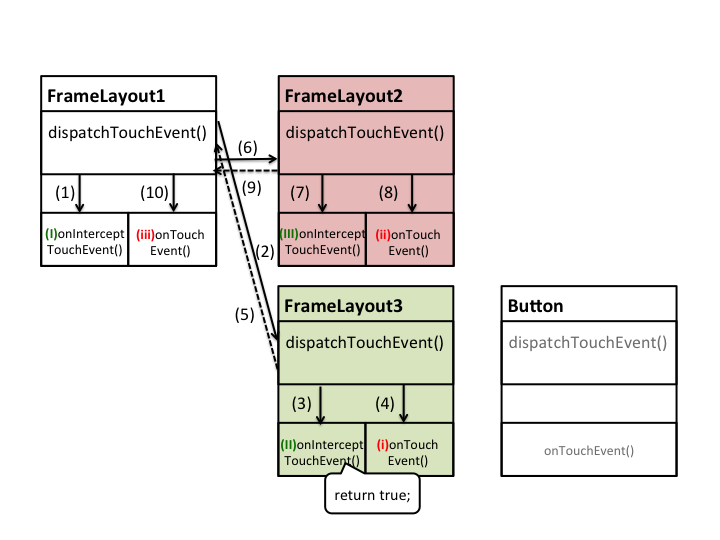 FrameLayout1
dispatchTouchEvent()
(1)
(10)
(I)onIntercept
TouchEvent()
(iii)onTouch
Event()
(6)
(9)
(2)
(5)
FrameLayout2
dispatchTouchEvent()
(7)
(8)
(III)onIntercept
TouchEvent()
(ii)onTouch
Event()
FrameLayout3
dispatchTouchEvent()
(3)
(4)
(II)onIntercept
TouchEvent()
(i)onTouch
Event()
return true;
Button
dispatchTouchEvent()
onTouchEvent()